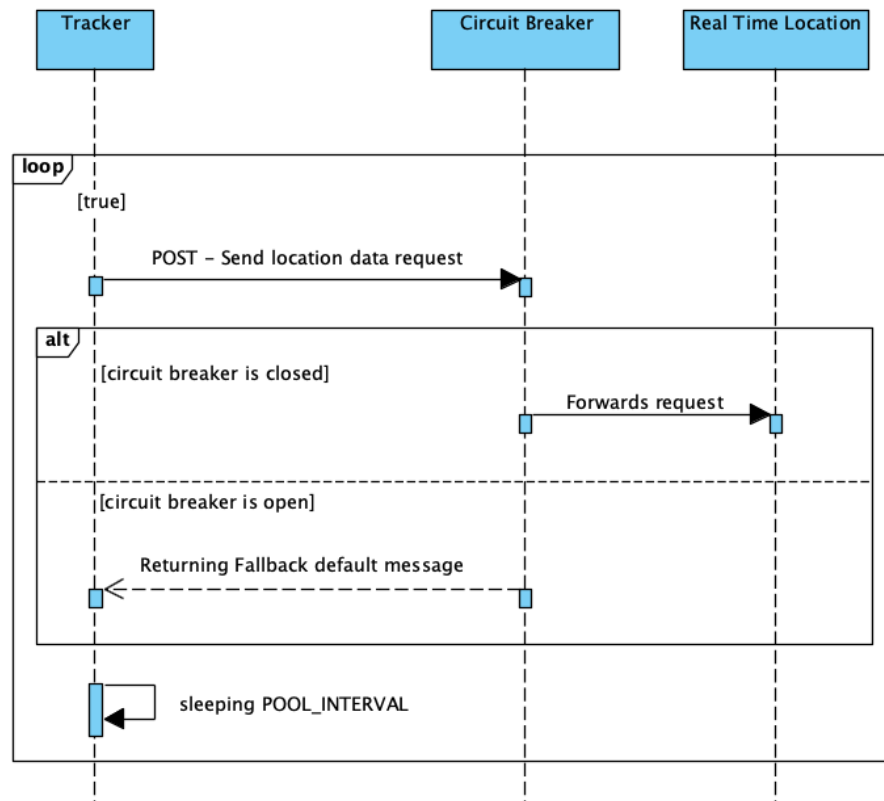 Tracker
Circuit Breaker
Real Time Location
loop
[true]
POST – Send location data request
alt
[circuit breaker is closed]
Forwards request
[circuit breaker is open]
Returning Fallback default message
sleeping POOL_INTERVAL